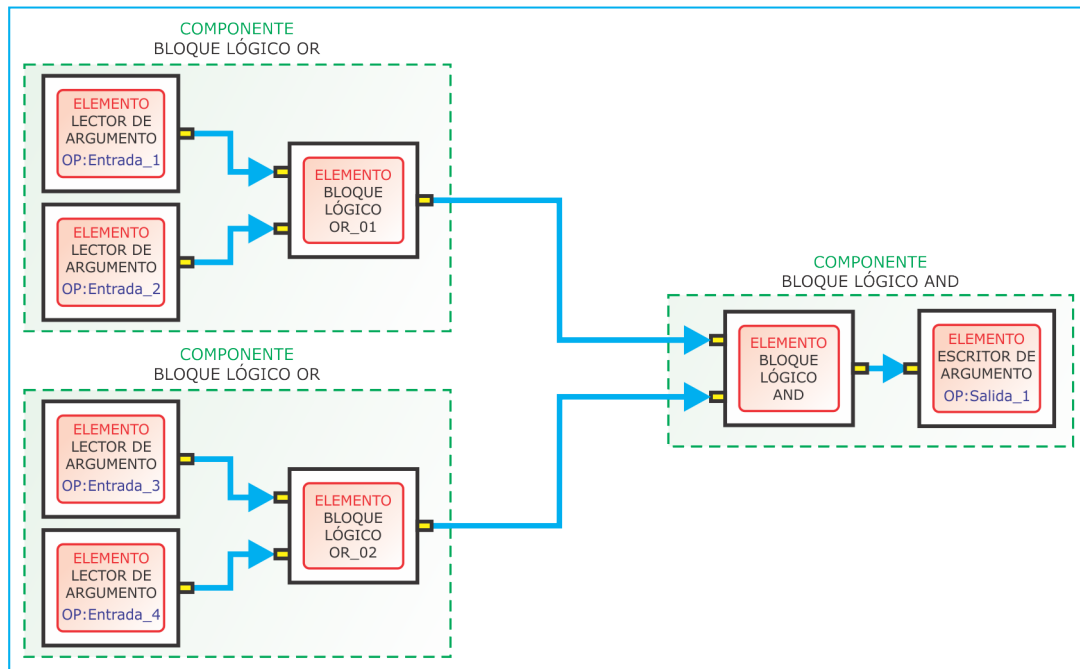 COMPONENTE
BLOQUE LÓGICO OR
ELEMENTO
LECTOR DE
ARGUMENTO
OP:Entrada_1
ELEMENTO
LECTOR DE
ARGUMENTO
OP:Entrada_2
ELEMENTO
BLOQUE
LÓGICO
OR_01
COMPONENTE
BLOQUE LÓGICO OR
ELEMENTO
LECTOR DE
ARGUMENTO
OP:Entrada_3
ELEMENTO
LECTOR DE
ARGUMENTO
OP:Entrada_4
ELEMENTO
BLOQUE
LÓGICO
OR_02
COMPONENTE
BLOQUE LÓGICO AND
ELEMENTO
BLOQUE
LÓGICO
AND
ELEMENTO
ESCRITOR DE
ARGUMENTO
OP:Salida_1